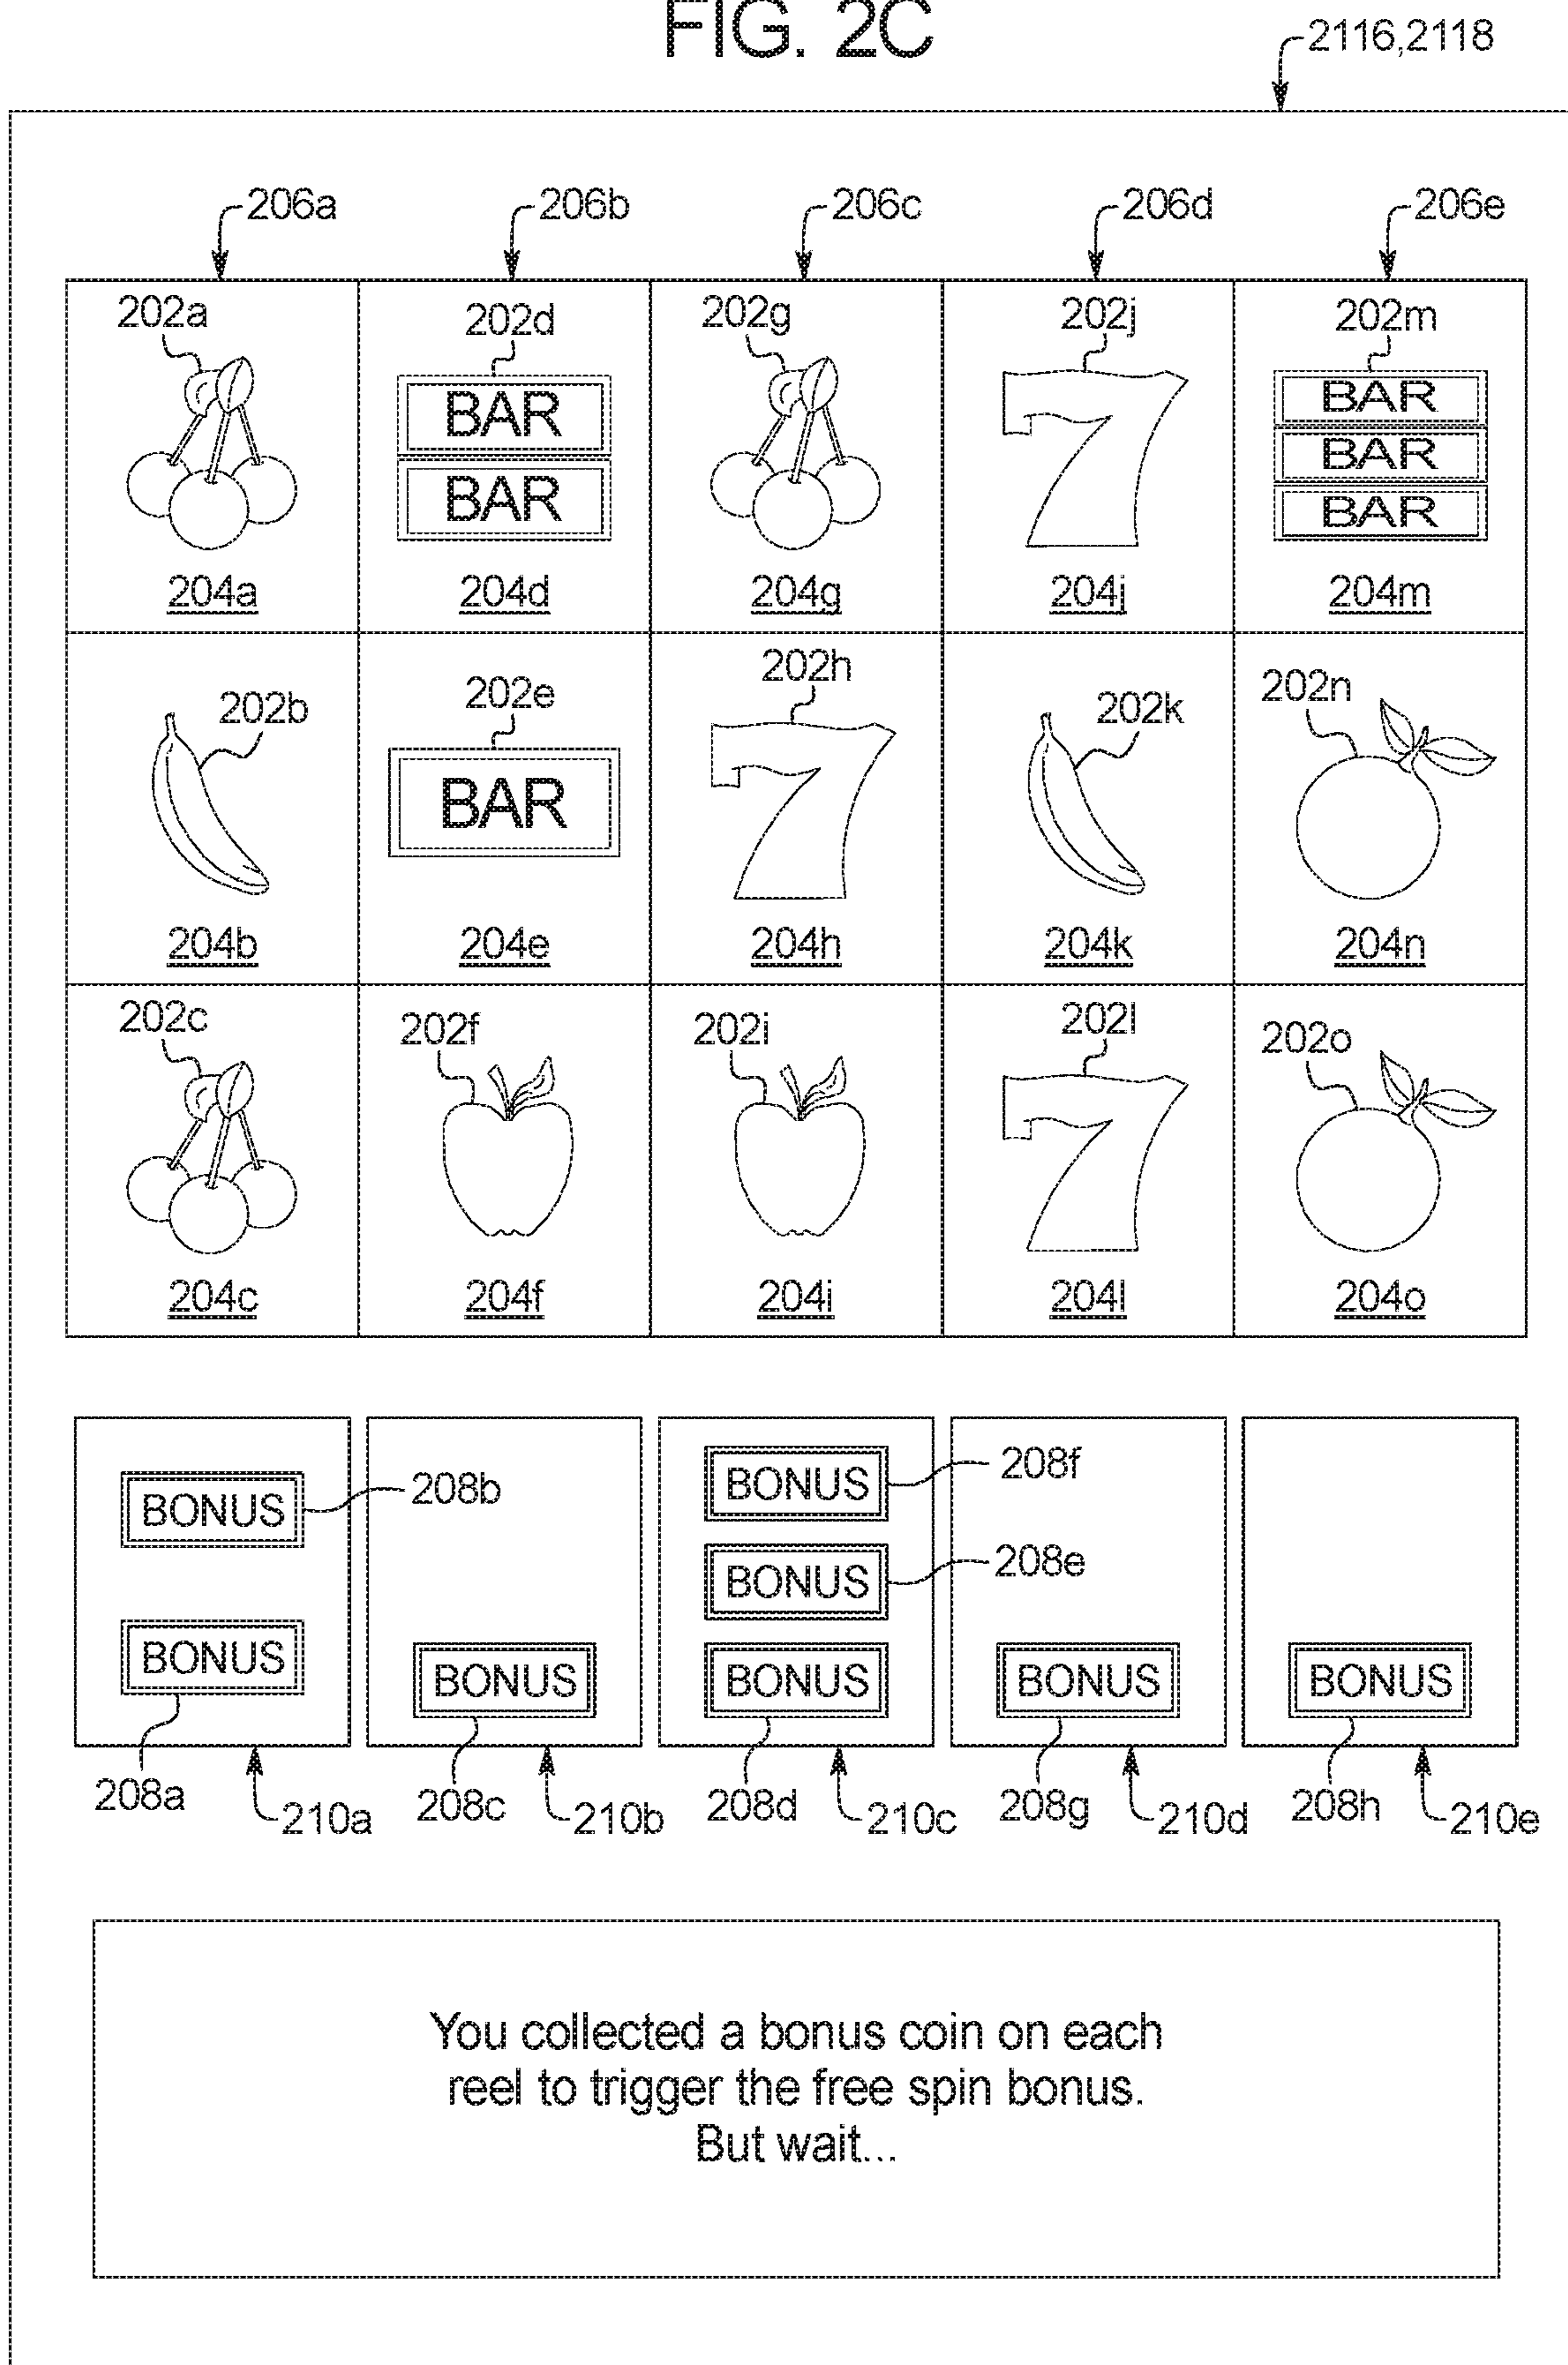 FIG. 2C
2116,2118
206a 206b 206c 206d 206e
202a 202d 202g 202j 202m
BAR BAR
BAR BAR
BAR
204a 204d 204g 204j 204m
202b 202e 202h 202k 202n
BAR
204b 204e 204h 204k 204n
202c 202f 202i 202l 202o
204c 204f 204i 204l 204o
BONUS 208b BONUS 208f
BONUS 208e
BONUS BONUS BONUS BONUS BONUS
208a 210a 208c 210b 208d 210c 208g 210d 208h 210e
You collected a bonus coin on each
reel to trigger the free spin bonus.
But wait...